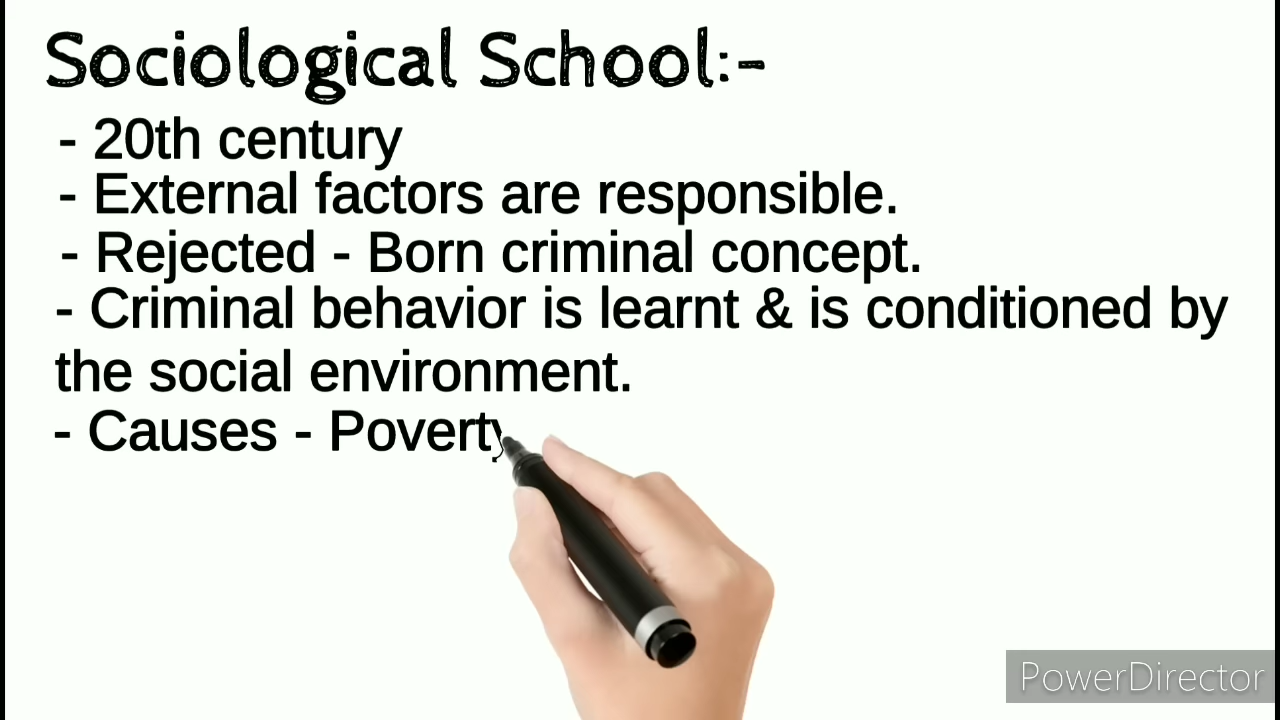 Sociological School:-
- 20th century
- External factors are responsible.
- Rejected - Born criminal concept.
- Criminal behavior is learnt & is conditioned by
the social environment.
- Causes - Poverty
PowerDirector